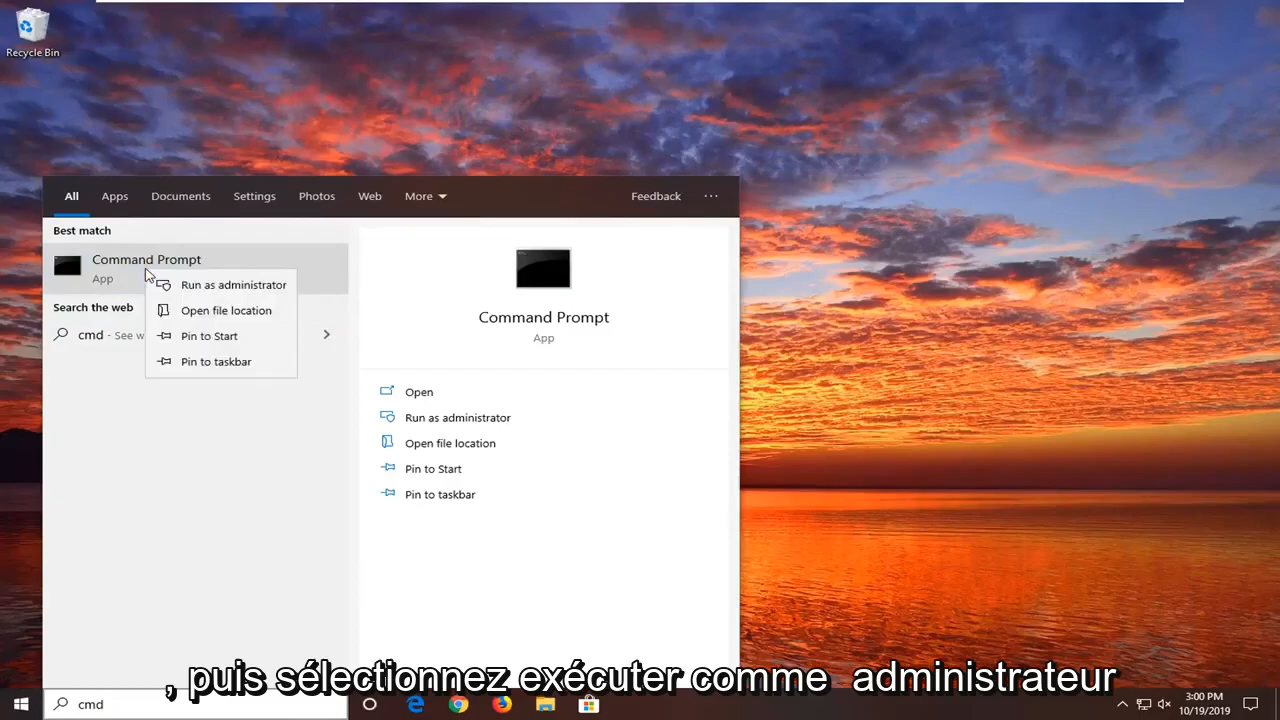 Recycle Bin
All Apps Documents Settings Photos Web More Feedback
Best match
Command Prompt
App
Search the web
cmd - See w
Run as administrator
Open file location
Pin to Start
Pin to taskbar
Command Prompt
App
Open
Run as administrator
Open file location
Pin to Start
Pin to taskbar
, puis sélectionnez exécuter comme administrateur
cmd
3:00 PM
10/19/2019